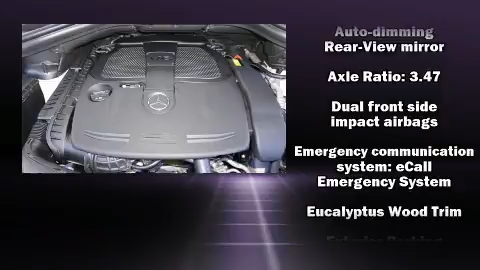 Auto-dimming
Rear-View mirror
Axle Ratio: 3.47
Dual front side
impact airbags
Emergency communication
system: eCall
Emergency System
Eucalyptus Wood Trim